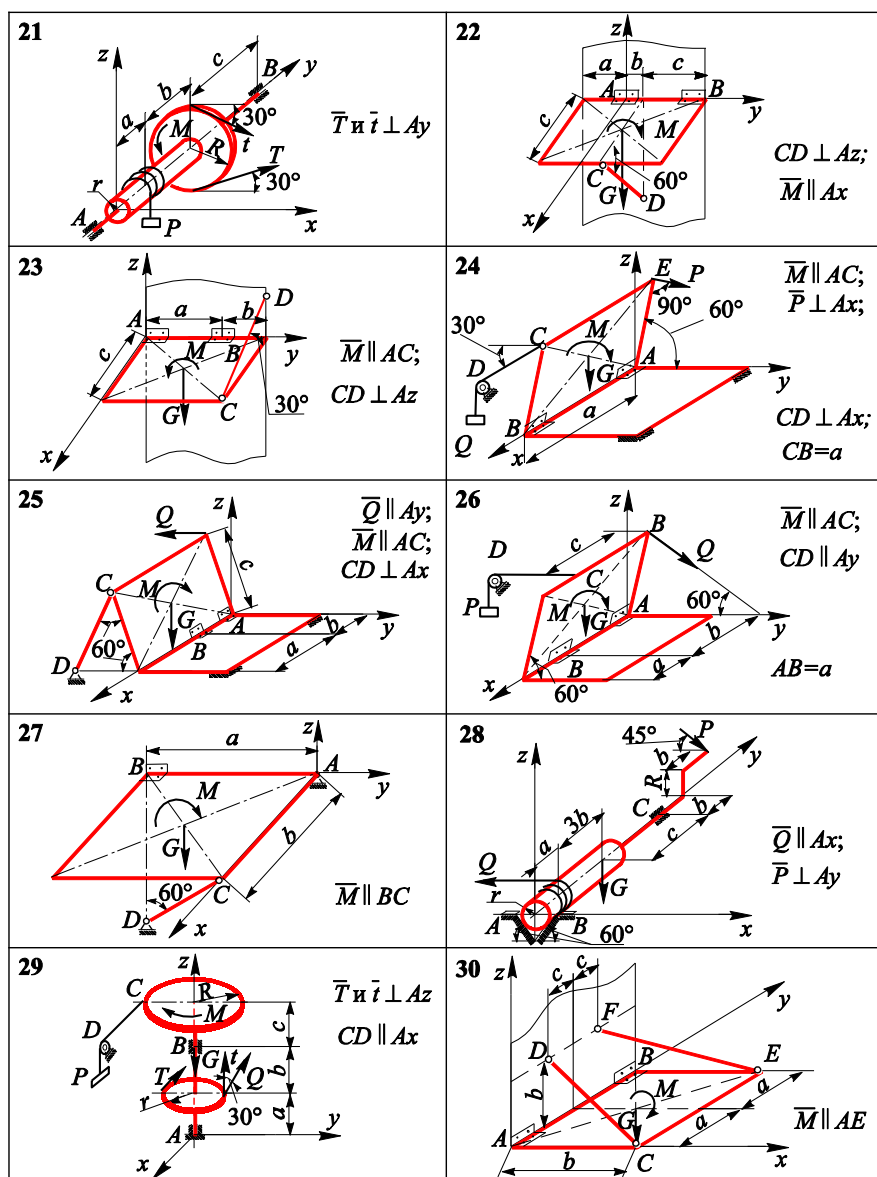 21
z
c
b
a
B
y
30°
M
t
R
T
30°
r
A
P
x
T̅ и t̅ ⊥ Ay
22
z
a
b
c
A
B
y
c
M
C
60°
G
D
x
CD ⊥ Az;
M̅ ∥ Ax
23
z
D
a
b
A
c
M
B
y
G
C
30°
x
M̅ ∥ AC;
CD ⊥ Az
24
z
E
P
90°
60°
30°
C
M
D
G
A
y
a
B
Q
x
M̅ ∥ AC;
P̅ ⊥ Ax;
CD ⊥ Ax;
CB=a
25
z
Q
c
C
M
G
A
y
60°
B
b
a
D
x
Q̅ ∥ Ay;
M̅ ∥ AC;
CD ⊥ Ax
26
z
B
c
D
Q
C
P
M
A
60°
y
b
B
a
60°
x
M̅ ∥ AC;
CD ∥ Ay
AB=a
27
z
a
B
A
y
M
b
G
C
60°
D
x
M̅ ∥ BC
28
45°
P
z
b
y
R
3b
C
b
a
c
Q
G
r
A
B
60°
x
Q̅ ∥ Ax;
P̅ ⊥ Ay
29
z
C
R
M
D
c
B
P
G
t
b
T
Q
r
30°
a
A
y
x
T̅ и t̅ ⊥ Az
CD ∥ Ax
30
z
c
c
y
F
D
B
E
b
M
a
G
a
A
b
C
x
M̅ ∥ AE